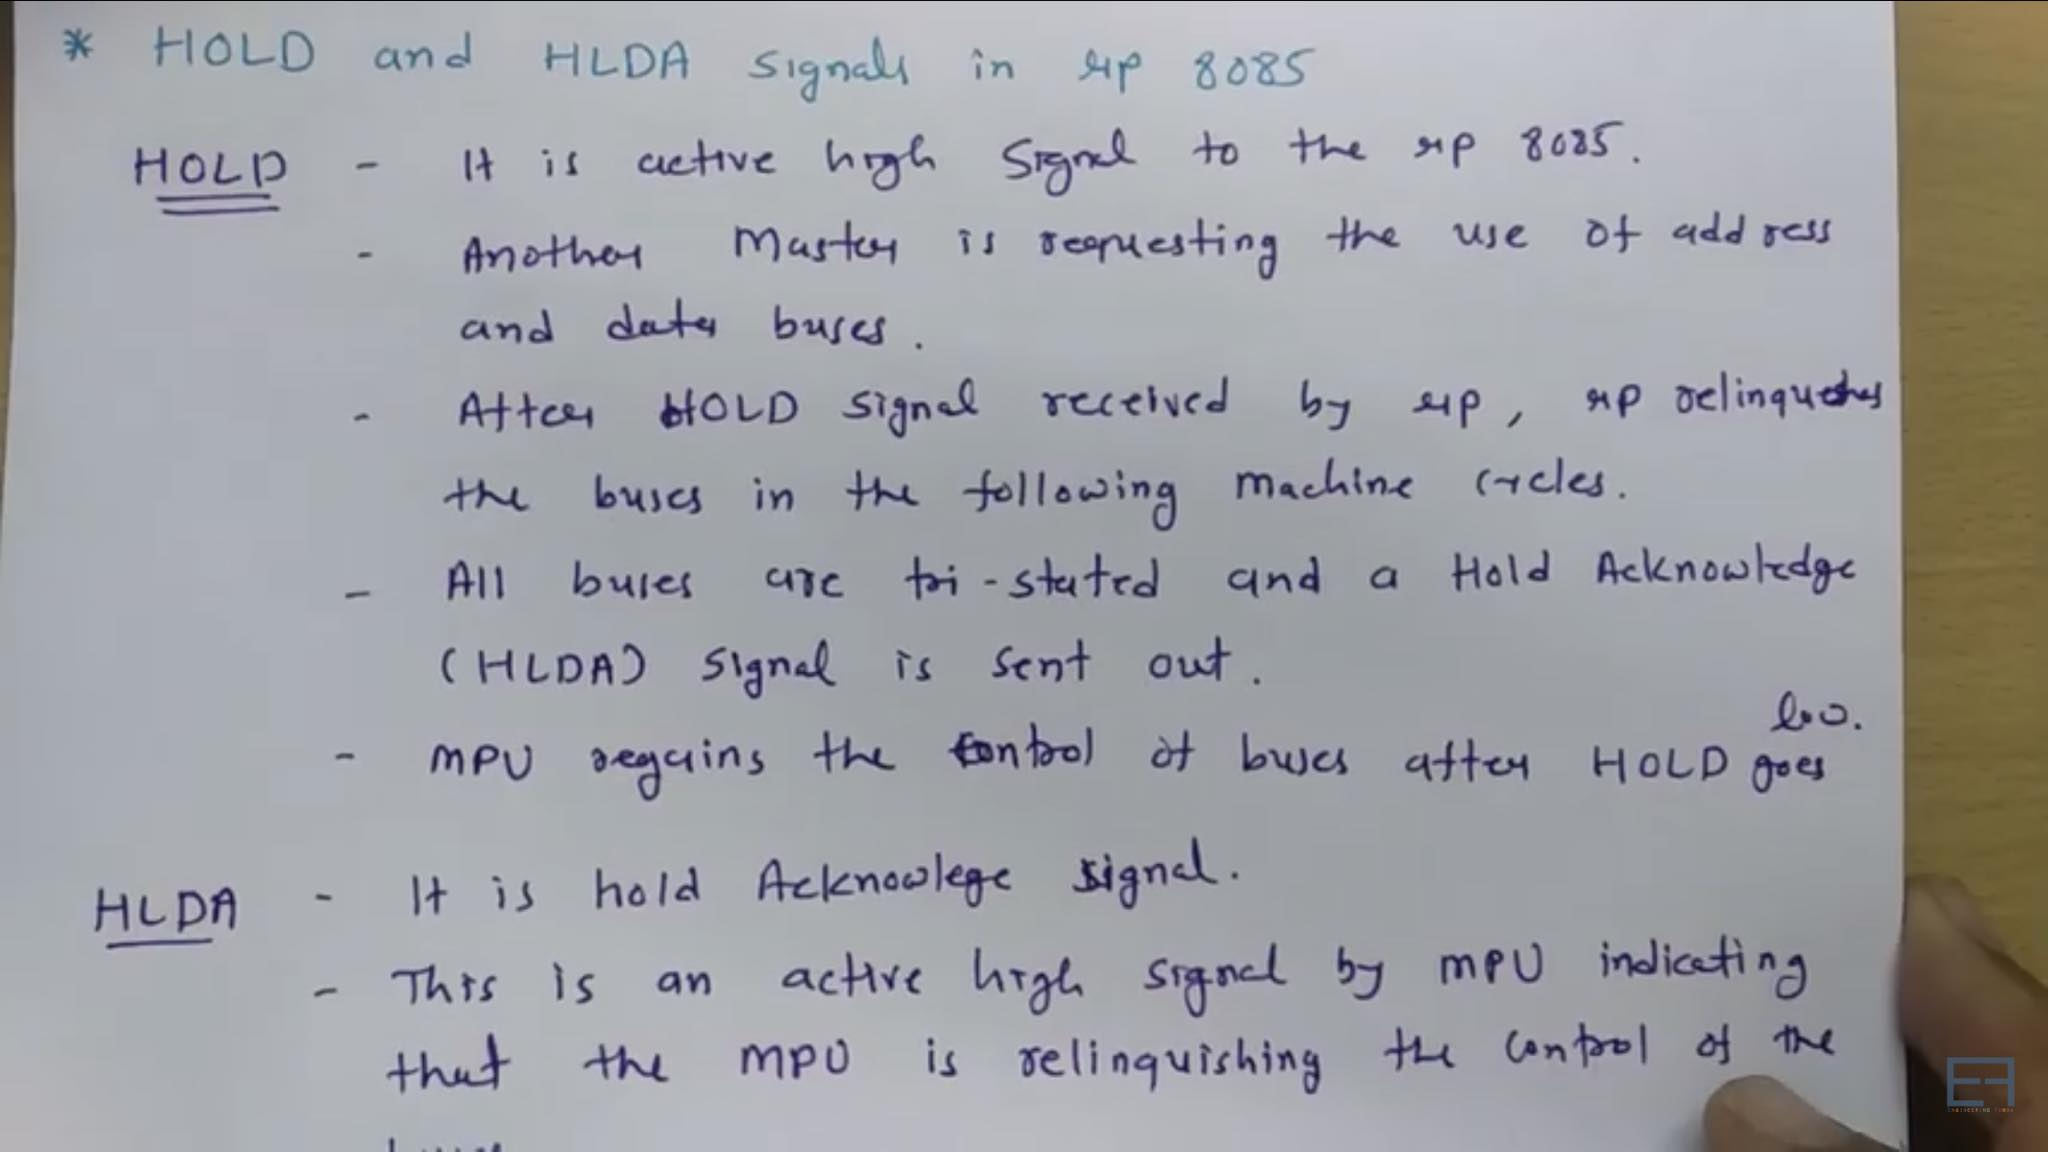 * HOLD and HLDA signals in μp 8085
HOLD - It is active high signal to the μp 8085.
- Another Master is requesting the use of address
and data buses.
- After HOLD signal received by μp, μp relinquches
the buses in the following machine cycles.
- All buses are tri-stated and a Hold Acknowledge
(HLDA) signal is sent out.
- MPU regains the control of buses after HOLD goes
low.
HLDA - It is hold Acknowlege signal.
- This is an active high signal by MPU indicating
that the MPU is relinquishing the control of the
EF